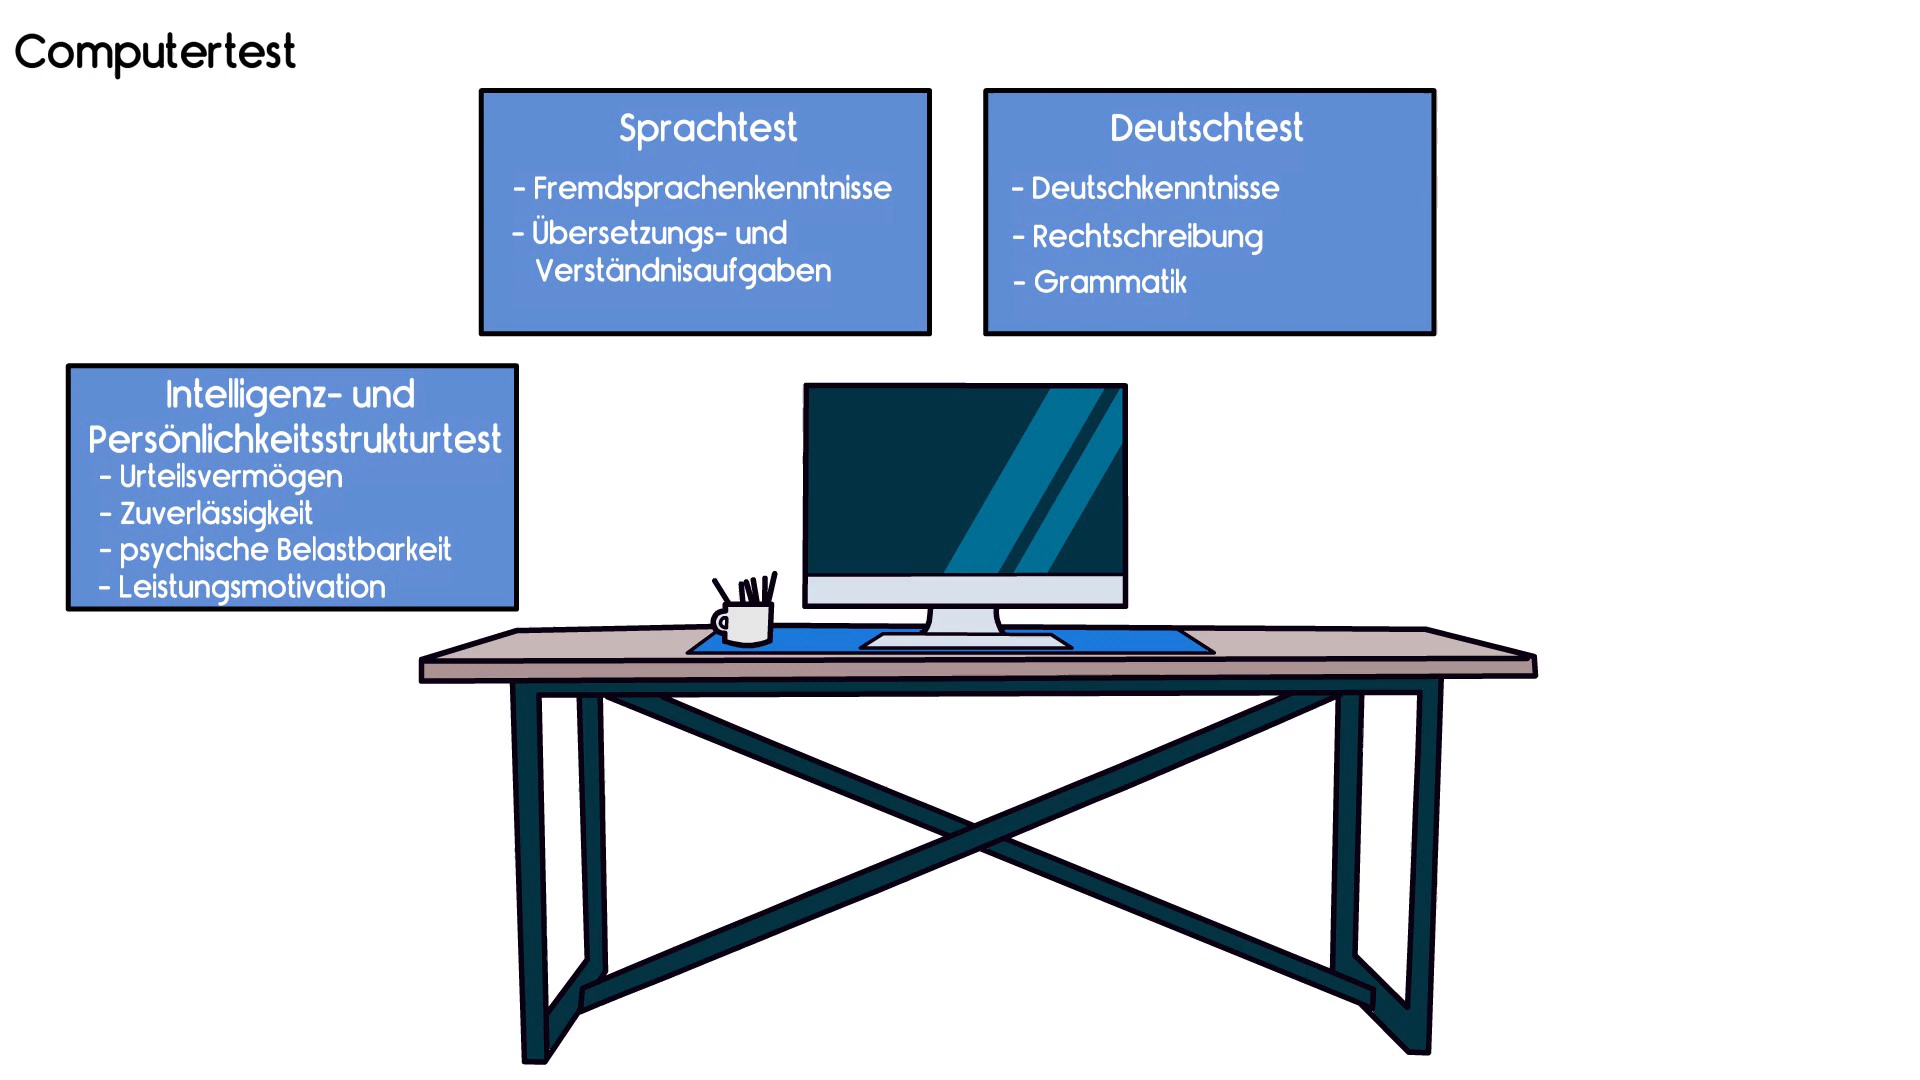 Computertest
Sprachtest
- Fremdsprachenkenntnisse
- Übersetzungs- und
Verständnisaufgaben
Deutschtest
- Deutschkenntnisse
- Rechtschreibung
- Grammatik
Intelligenz- und
Persönlichkeitsstrukturtest
- Urteilsvermögen
- Zuverlässigkeit
- psychische Belastbarkeit
- Leistungsmotivation